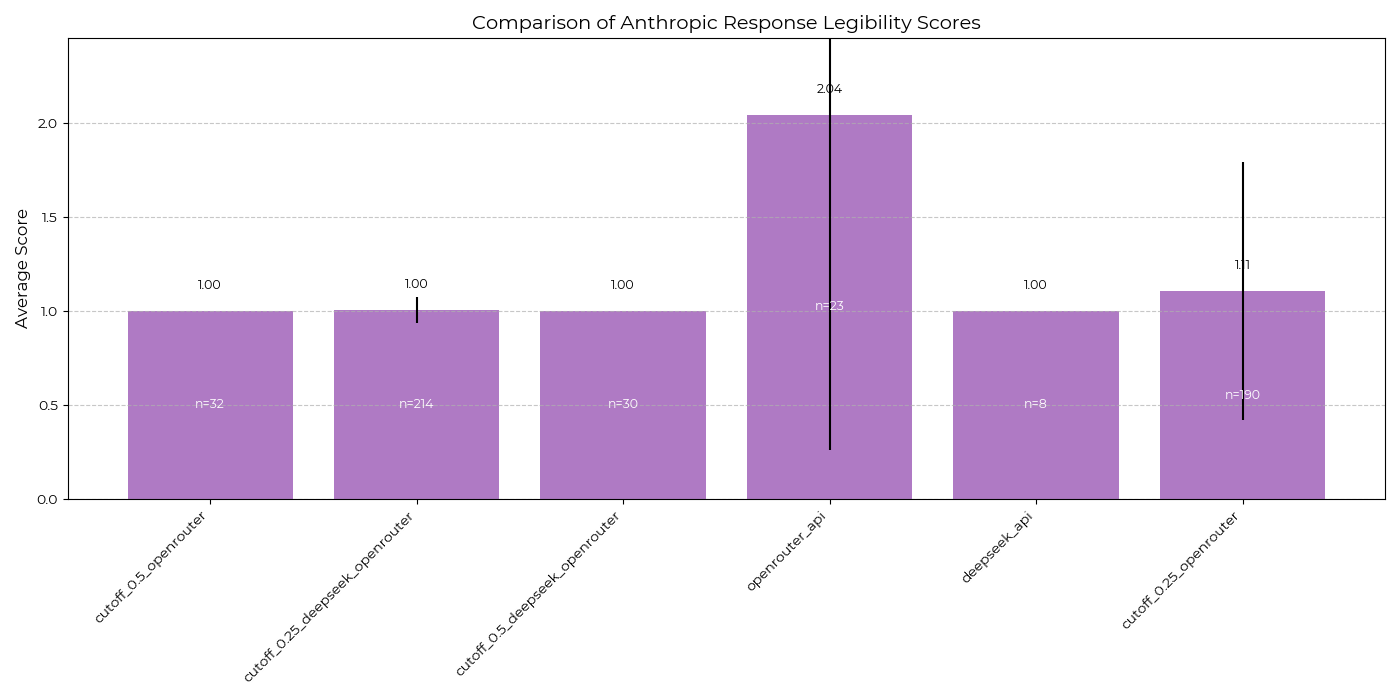 Comparison of Anthropic Response Legibility Scores
Average Score
2.0
1.5
1.0
0.5
0.0
1.00
1.00
1.00
2.04
1.00
1.11
n=32
n=214
n=30
n=23
n=8
n=190
cutoff_0.5_openrouter
cutoff_0.25_deepseek_openrouter
cutoff_0.5_deepseek_openrouter
openrouter_api
deepseek_api
cutoff_0.25_openrouter